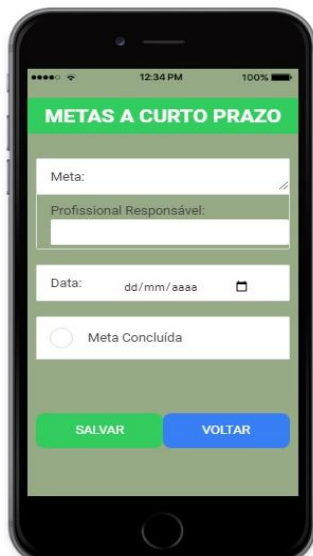 12:34 PM 100%
METAS A CURTO PRAZO
Meta:
Profissional Responsável:
Data: dd/mm/aaaa
Meta Concluída
SALVAR VOLTAR